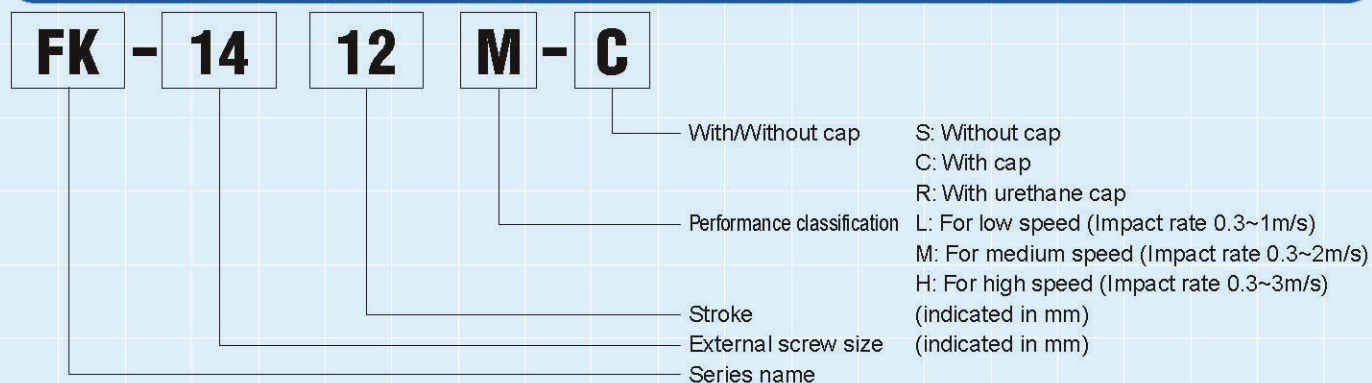 FK - 14 12 M - C
With/Without cap S: Without cap
C: With cap
R: With urethane cap
Performance classification L: For low speed (Impact rate 0.3~1m/s)
M: For medium speed (Impact rate 0.3~2m/s)
H: For high speed (Impact rate 0.3~3m/s)
Stroke (indicated in mm)
External screw size (indicated in mm)
Series name